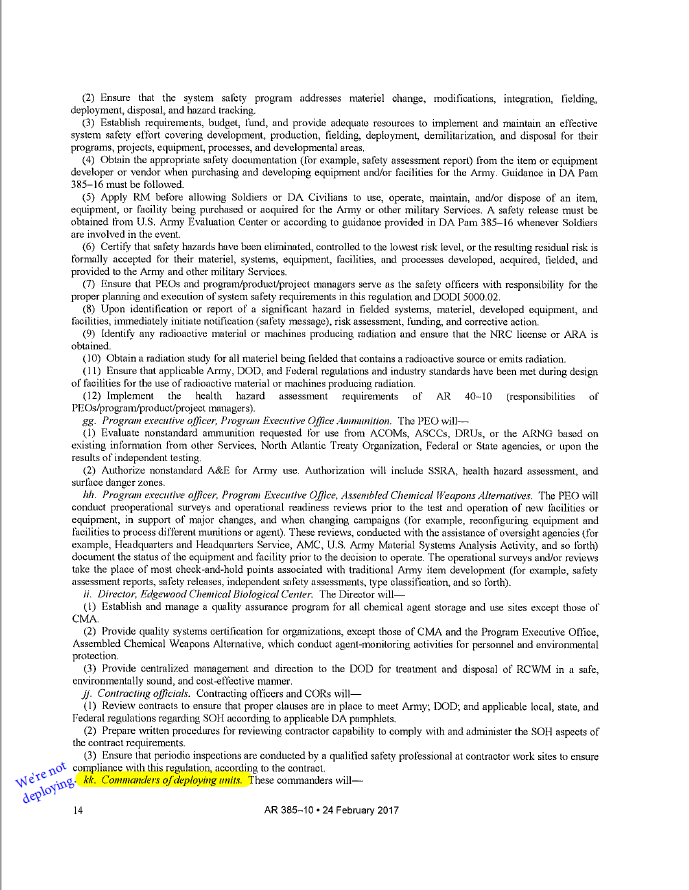 (2) Ensure that the system safety program addresses materiel change, modifications, integration, fielding,
deployment, disposal, and hazard tracking.
(3) Establish requirements, budget, fund, and provide adequate resources to implement and maintain an effective
system safety effort covering development, production, fielding, deployment, demilitarization, and disposal for their
programs, projects, equipment, processes, and developmental areas.
(4) Obtain the appropriate safety documentation (for example, safety assessment report) from the item or equipment
developer or vendor when purchasing and developing equipment and/or facilities for the Army. Guidance in DA Pam
385–16 must be followed.
(5) Apply RM before allowing Soldiers or DA Civilians to use, operate, maintain, and/or dispose of an item,
equipment, or facility being purchased or acquired for the Army or other military Services. A safety release must be
obtained from U.S. Army Evaluation Center or according to guidance provided in DA Pam 385–16 whenever Soldiers
are involved in the event.
(6) Certify that safety hazards have been eliminated, controlled to the lowest risk level, or the resulting residual risk is
formally accepted for their materiel, systems, equipment, facilities, and processes developed, acquired, fielded, and
provided to the Army and other military Services.
(7) Ensure that PEOs and program/product/project managers serve as the safety officers with responsibility for the
proper planning and execution of system safety requirements in this regulation and DODI 5000.02.
(8) Upon identification or report of a significant hazard in fielded systems, materiel, developed equipment, and
facilities, immediately initiate notification (safety message), risk assessment, funding, and corrective action.
(9) Identify any radioactive material or machines producing radiation and ensure that the NRC license or ARA is
obtained.
(10) Obtain a radiation study for all materiel being fielded that contains a radioactive source or emits radiation.
(11) Ensure that applicable Army, DOD, and Federal regulations and industry standards have been met during design
of facilities for the use of radioactive material or machines producing radiation.
(12) Implement the health hazard assessment requirements of AR 40–10 (responsibilities of
PEOs/program/product/project managers).
gg. Program executive officer, Program Executive Office Ammunition. The PEO will—
(1) Evaluate nonstandard ammunition requested for use from ACOMs, ASCCs, DRUs, or the ARNG based on
existing information from other Services, North Atlantic Treaty Organization, Federal or State agencies, or upon the
results of independent testing.
(2) Authorize nonstandard A&E for Army use. Authorization will include SSRA, health hazard assessment, and
surface danger zones.
hh. Program executive officer, Program Executive Office, Assembled Chemical Weapons Alternatives. The PEO will
conduct preoperational surveys and operational readiness reviews prior to the test and operation of new facilities or
equipment, in support of major changes, and when changing campaigns (for example, reconfiguring equipment and
facilities to process different munitions or agent). These reviews, conducted with the assistance of oversight agencies (for
example, Headquarters and Headquarters Service, AMC, U.S. Army Material Systems Analysis Activity, and so forth)
document the status of the equipment and facility prior to the decision to operate. The operational surveys and/or reviews
take the place of most check-and-hold points associated with traditional Army item development (for example, safety
assessment reports, safety releases, independent safety assessments, type classification, and so forth).
ii. Director, Edgewood Chemical Biological Center. The Director will—
(1) Establish and manage a quality assurance program for all chemical agent storage and use sites except those of
CMA.
(2) Provide quality systems certification for organizations, except those of CMA and the Program Executive Office,
Assembled Chemical Weapons Alternative, which conduct agent-monitoring activities for personnel and environmental
protection.
(3) Provide centralized management and direction to the DOD for treatment and disposal of RCWM in a safe,
environmentally sound, and cost-effective manner.
jj. Contracting officials. Contracting officers and CORs will—
(1) Review contracts to ensure that proper clauses are in place to meet Army; DOD; and applicable local, state, and
Federal regulations regarding SOH according to applicable DA pamphlets.
(2) Prepare written procedures for reviewing contractor capability to comply with and administer the SOH aspects of
the contract requirements.
(3) Ensure that periodic inspections are conducted by a qualified safety professional at contractor work sites to ensure
compliance with this regulation, according to the contract.
We're not
deploying.
kk. Commanders of deploying units. These commanders will—
14 AR 385–10 • 24 February 2017